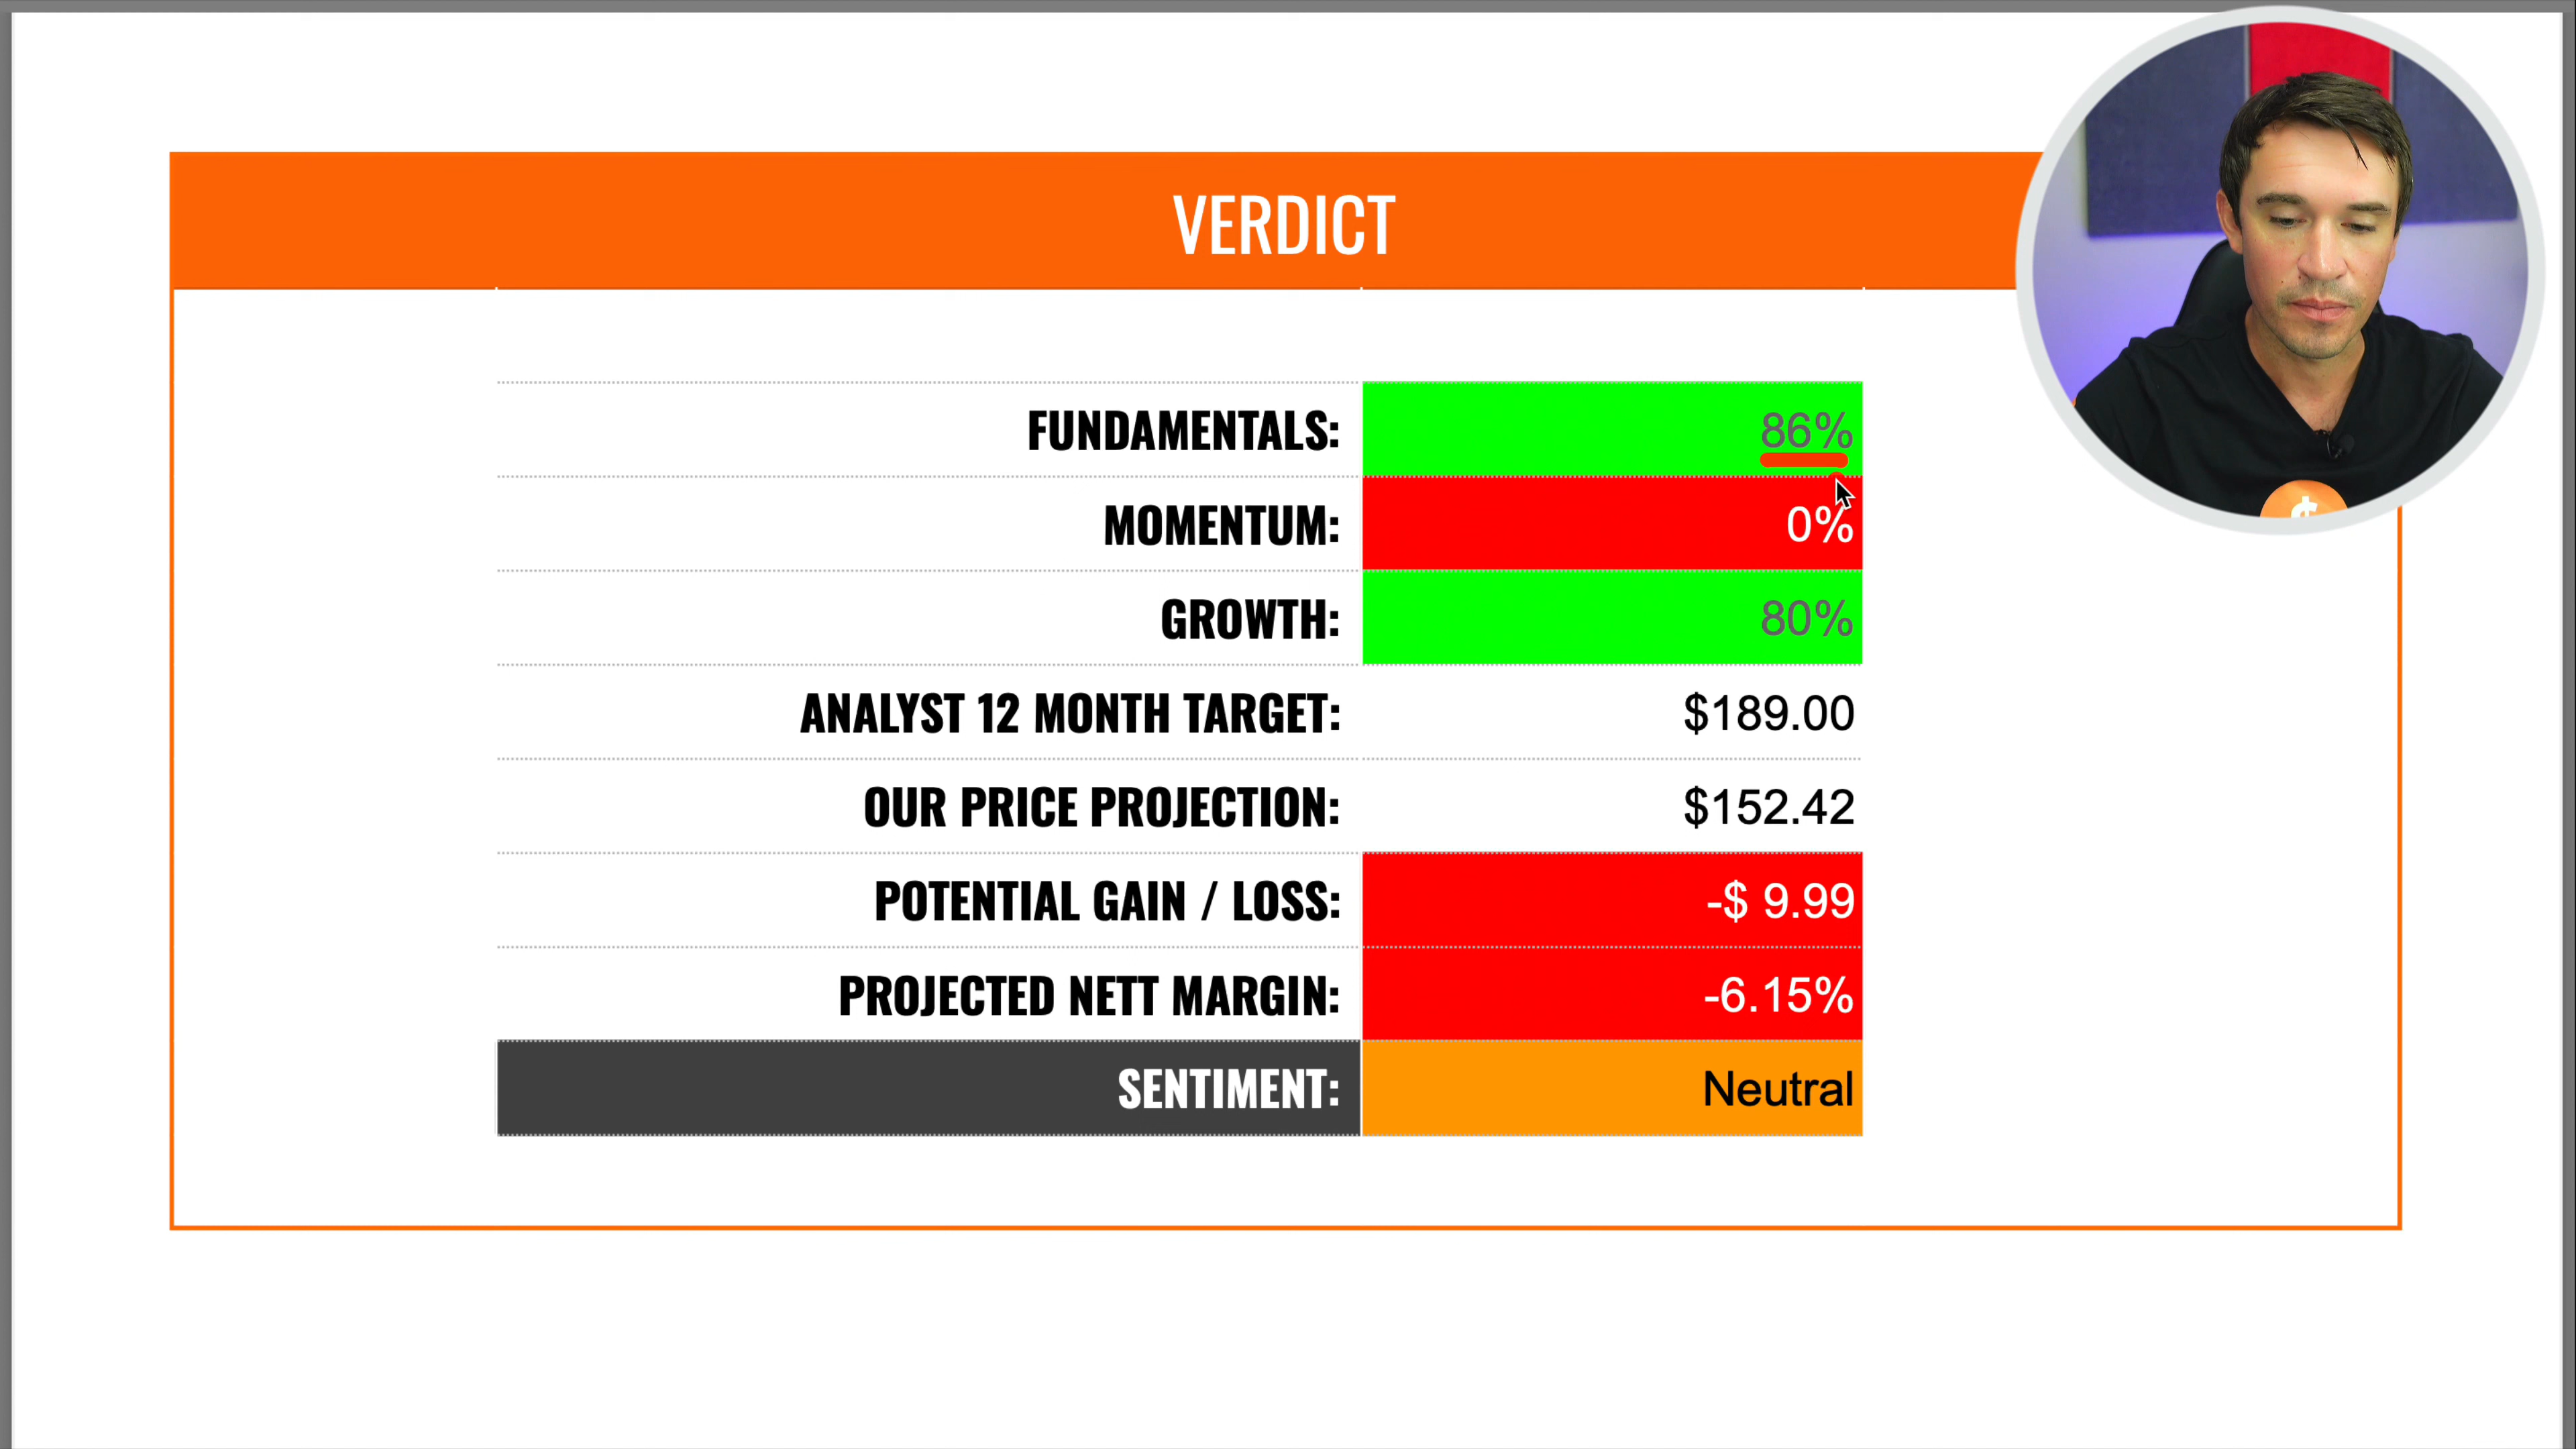 VERDICT
FUNDAMENTALS: 86%
MOMENTUM: 0%
GROWTH: 80%
ANALYST 12 MONTH TARGET: $189.00
OUR PRICE PROJECTION: $152.42
POTENTIAL GAIN / LOSS: -$ 9.99
PROJECTED NETT MARGIN: -6.15%
SENTIMENT: Neutral